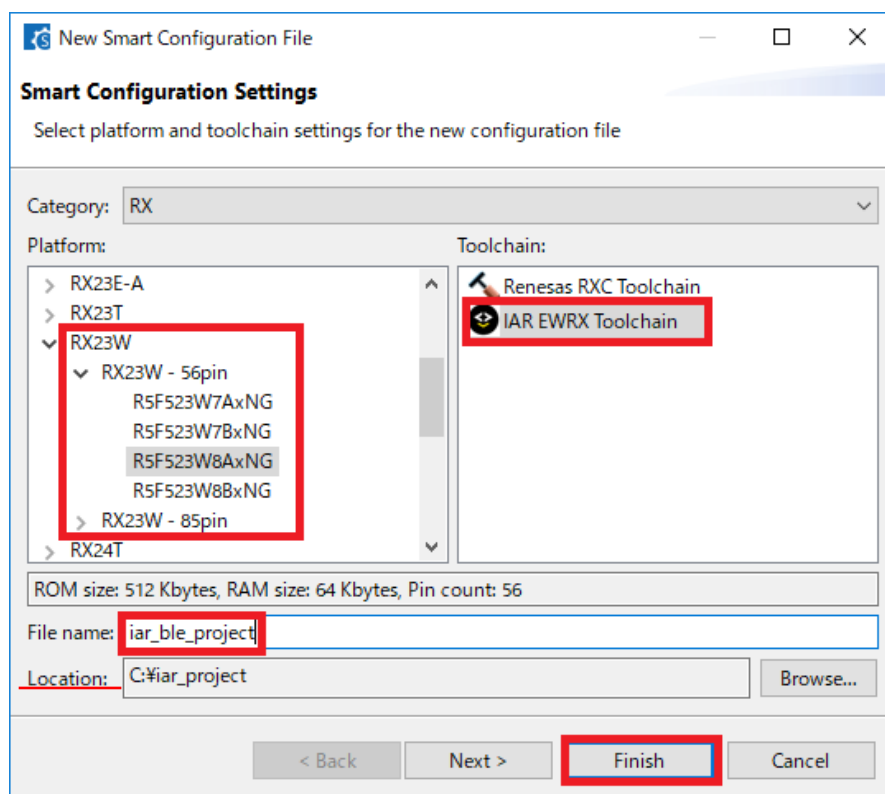 New Smart Configuration File
Smart Configuration Settings
Select platform and toolchain settings for the new configuration file
Category: RX
Platform:
Toolchain:
RX23E-A
RX23T
RX23W
RX23W - 56pin
R5F523W7AxNG
R5F523W7BxNG
R5F523W8AxNG
R5F523W8BxNG
RX23W - 85pin
RX24T
Renesas RXC Toolchain
IAR EWRX Toolchain
ROM size: 512 Kbytes, RAM size: 64 Kbytes, Pin count: 56
File name: iar_ble_project
Location: C:¥iar_project Browse...
< Back Next > Finish Cancel